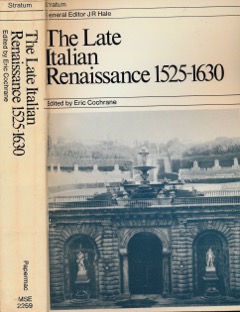 Stratum
The Late Italian
Renaissance 1525-1630
Edited by Eric Cochrane
Papermac
MSE
2259
Stratum
General Editor J R Hale
The Late
Italian
Renaissance 1525-1630
Edited by Eric Cochrane